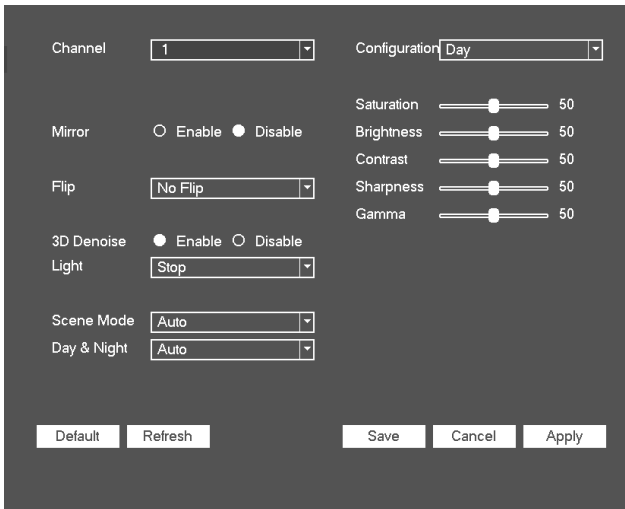 Channel 1 Configuration Day
Saturation 50
Mirror Enable Disable Brightness 50
Contrast 50
Flip No Flip Sharpness 50
Gamma 50
3D Denoise Enable Disable
Light Stop
Scene Mode Auto
Day & Night Auto
Default Refresh Save Cancel Apply